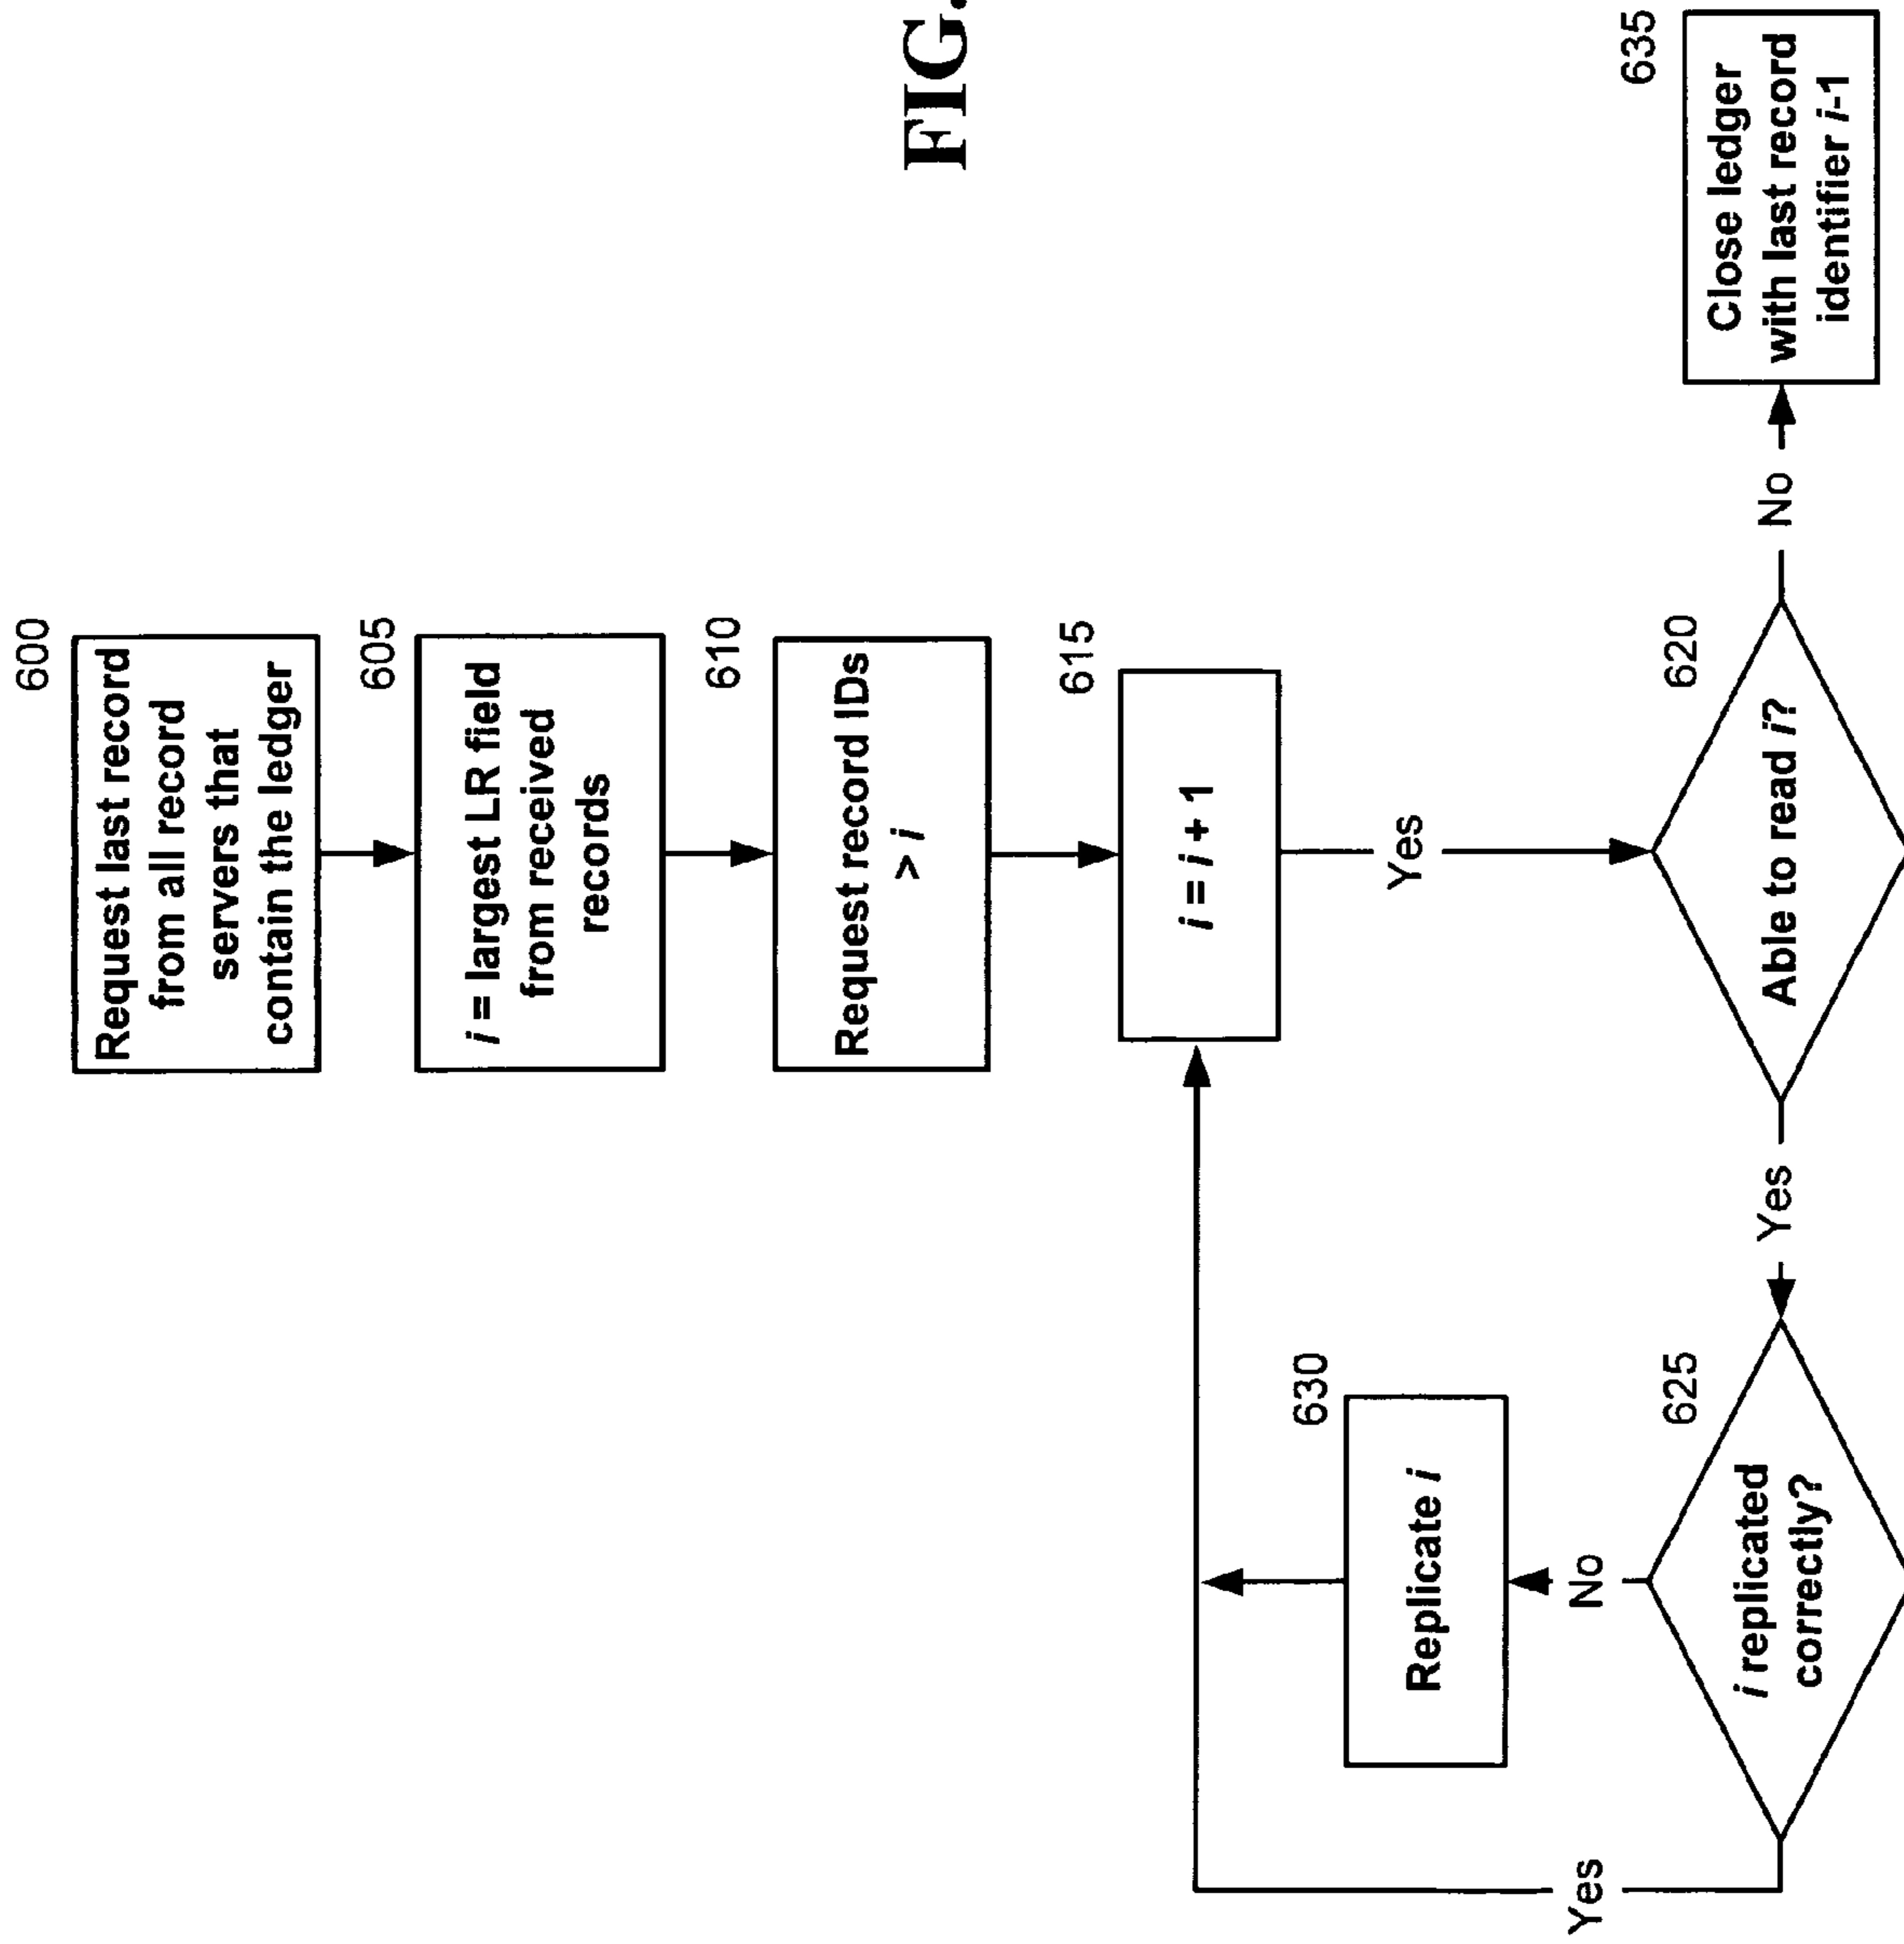 600
Request last record
from all record
servers that
contain the ledger
605
i = largest LR field
from received
records
610
Request record IDs
> i
615
i = i + 1
Yes
620
Able to read i?
No
635
Close ledger
with last record
identifier i-1
Yes
625
i replicated
correctly?
No
630
Replicate i
Yes
FIG.